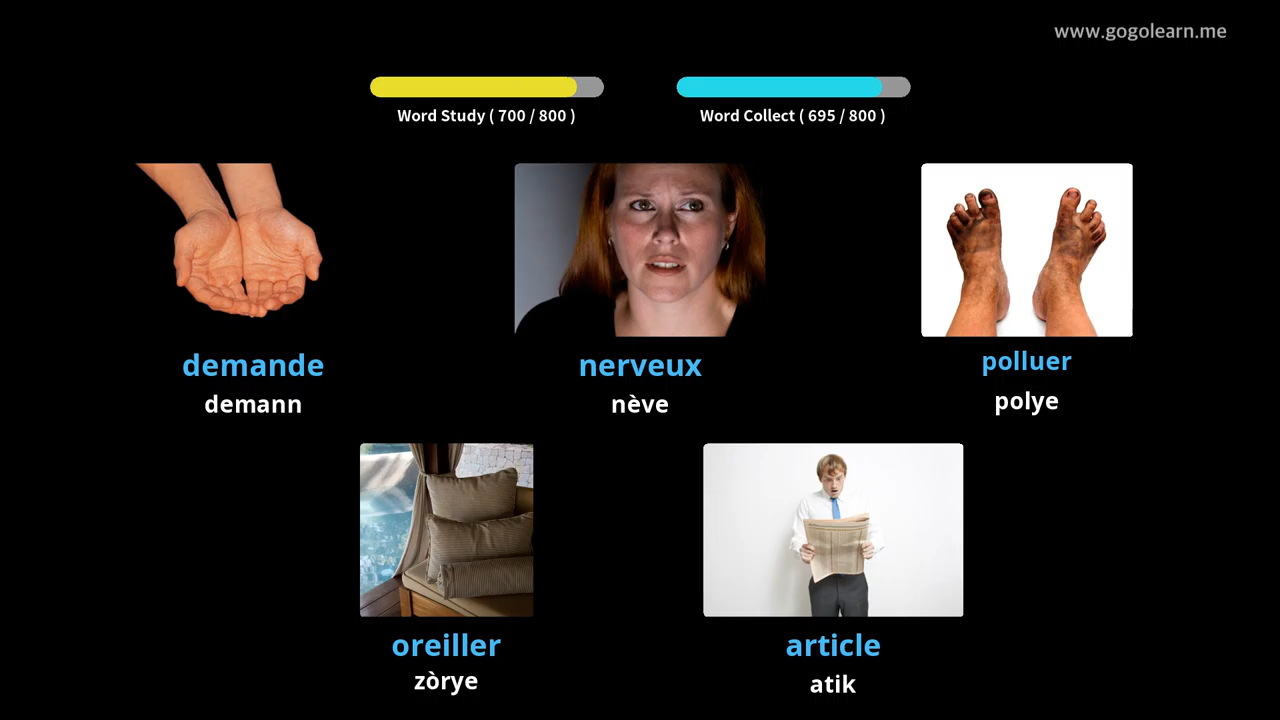 www.gogolearn.me
Word Study ( 700 / 800 )
Word Collect ( 695 / 800 )
demande
demann
nerveux
nève
polluer
polye
oreiller
zòrye
article
atik